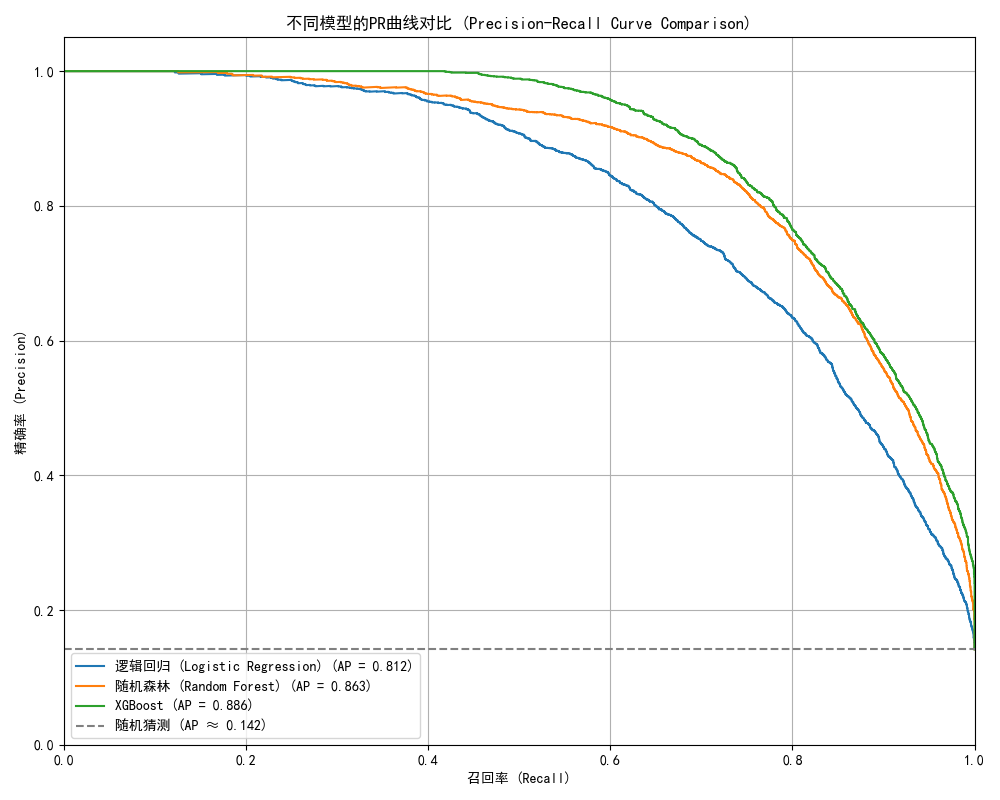 不同模型的PR曲线对比 (Precision-Recall Curve Comparison)
精确率 (Precision)
1.0
0.8
0.6
0.4
0.2
0.0
逻辑回归 (Logistic Regression) (AP = 0.812)
随机森林 (Random Forest) (AP = 0.863)
XGBoost (AP = 0.886)
随机猜测 (AP ≈ 0.142)
0.0 0.2 0.4 0.6 0.8 1.0
召回率 (Recall)